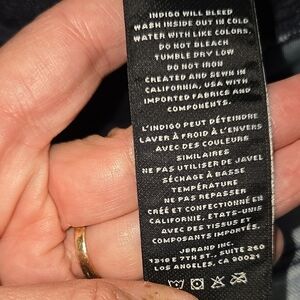 INDIGO WILL BLEED
WASH INSIDE OUT IN COLD
WATER WITH LIKE COLORS,
DO NOT BLEACH
TUMBLE DRY LOW
DO NOT IRON
CREATED AND SEWN IN
CALIFORNIA, USA WITH
IMPORTED FABRICS AND
COMPONENTS.
L'INDIGO PEUT DÉTEINDRE
LAVER À FROID À L'ENVERS
AVEC DES COULEURS
SIMILAIRES
NE PAS UTILISER DE JAVEL
SÉCHAGE À BASSE
TEMPÉRATURE
NE PAS REPASSER
CRÉÉ ET CONFECTIONNÉ EN
CALIFORNIE, ETATS-UNIS
AVEC DES TISSUS ET
COMPOSANTS IMPORTÉS.
JBRAND INC.
1318 E 7TH ST., SUITE 260
LOS ANGELES, CA 90021